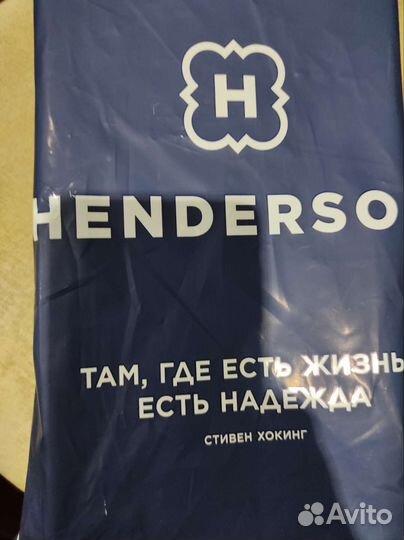 H
HENDERSO
ТАМ, ГДЕ ЕСТЬ ЖИЗНЬ
ЕСТЬ НАДЕЖДА
СТИВЕН ХОКИНГ
Avito